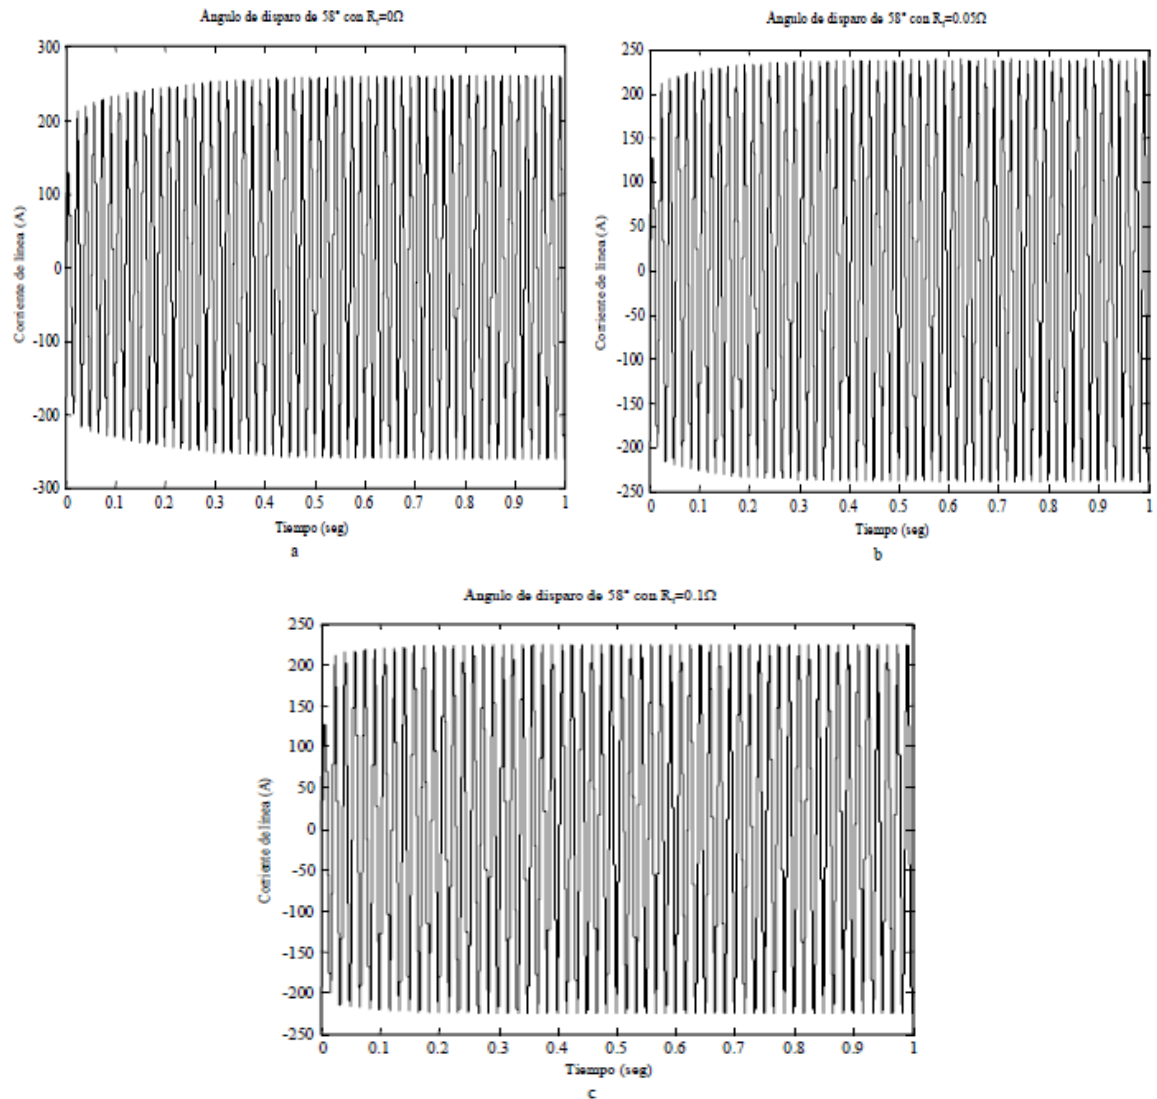 Angulo de disparo de 58° con Rᵣ=0Ω
300
200
100
0
-100
-200
-300
Corriente de línea (A)
0 0.1 0.2 0.3 0.4 0.5 0.6 0.7 0.8 0.9 1
Tiempo (seg)
a
Angulo de disparo de 58° con Rᵣ=0.05Ω
250
200
150
100
50
0
-50
-100
-150
-200
-250
Corriente de línea (A)
0 0.1 0.2 0.3 0.4 0.5 0.6 0.7 0.8 0.9 1
Tiempo (seg)
b
Angulo de disparo de 58° con Rᵣ=0.1Ω
250
200
150
100
50
0
-50
-100
-150
-200
-250
Corriente de línea (A)
0 0.1 0.2 0.3 0.4 0.5 0.6 0.7 0.8 0.9 1
Tiempo (seg)
c